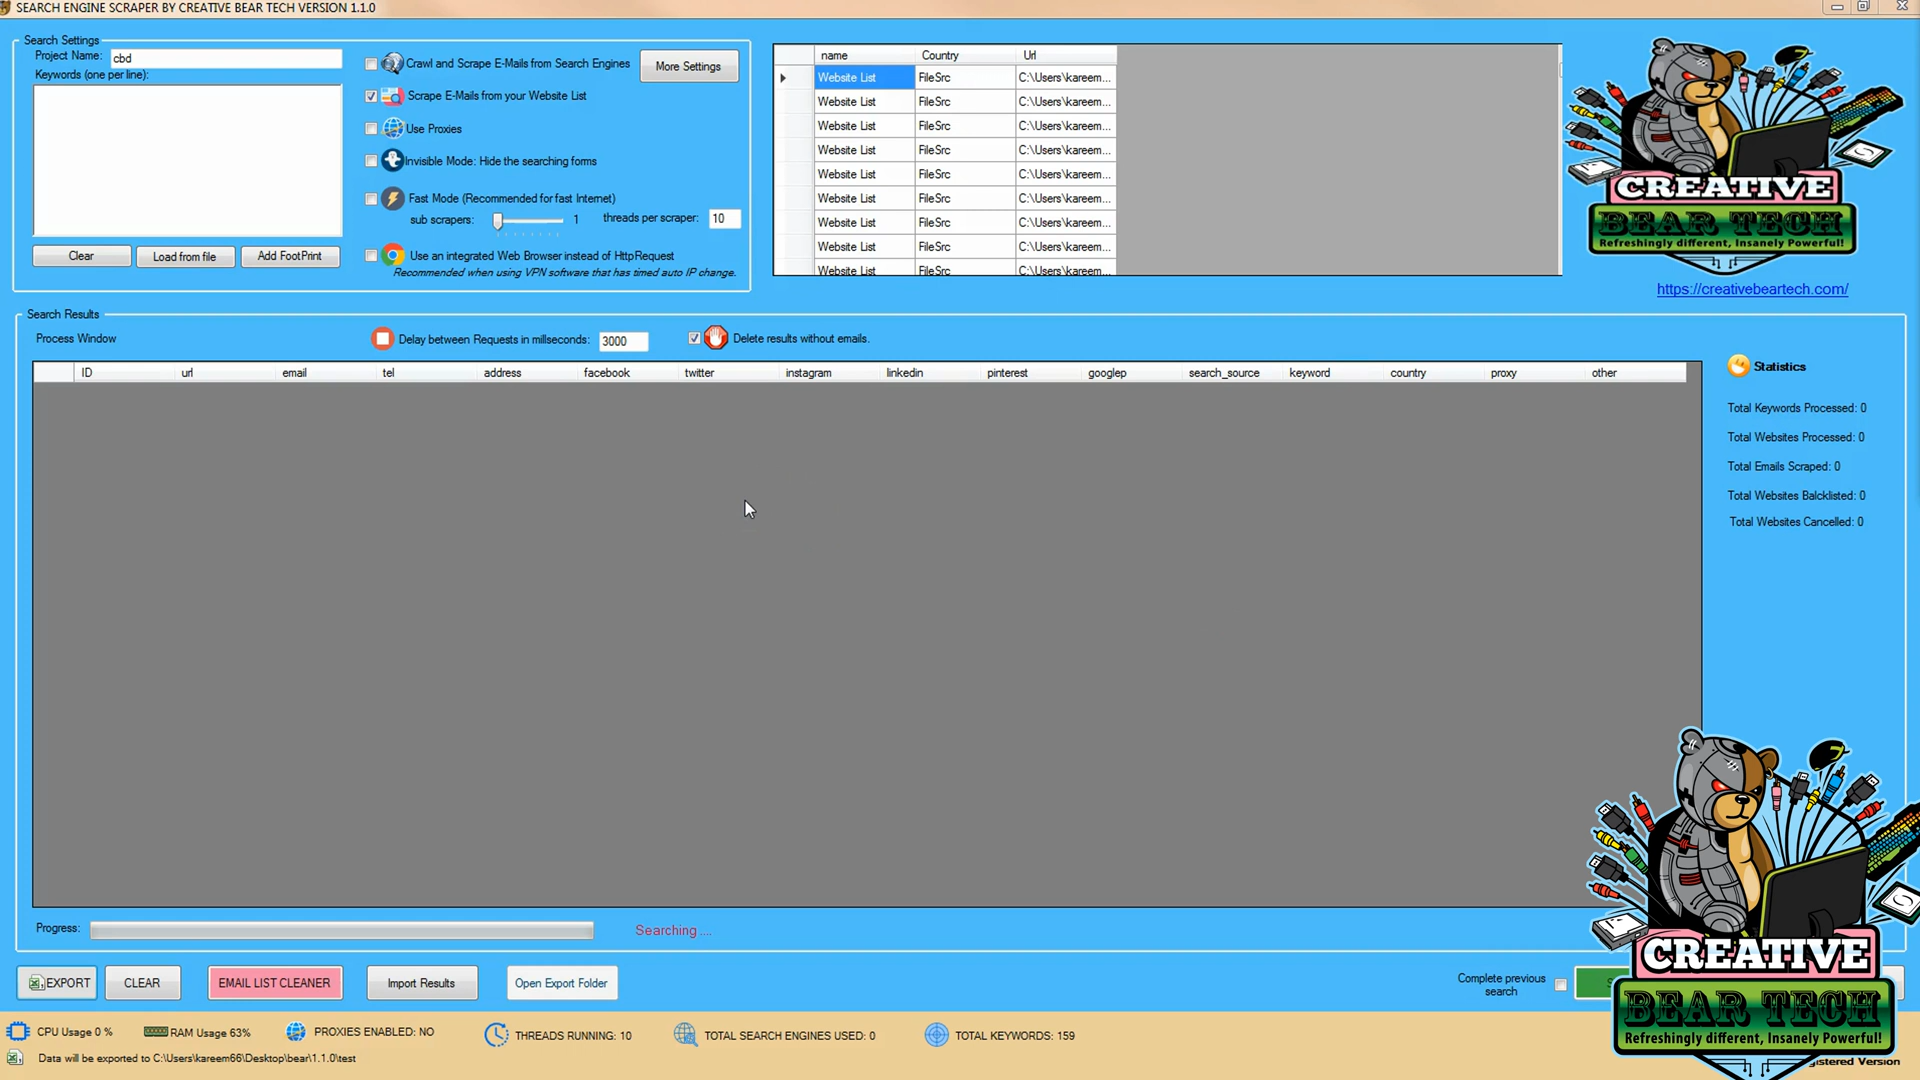 SEARCH ENGINE SCRAPER BY CREATIVE BEAR TECH VERSION 1.1.0
Search Settings
Project Name: cbd
Keywords (one per line):
Clear
Load from file
Add FootPrint
Crawl and Scrape E-Mails from Search Engines
More Settings
Scrape E-Mails from your Website List
Use Proxies
Invisible Mode: Hide the searching forms
Fast Mode (Recommended for fast Internet)
sub scrapers: 1 threads per scraper: 10
Use an integrated Web Browser instead of HttpRequest
Recommended when using VPN software that has timed auto IP change.
name Country Url
Website List FileSrc C:\Users\kareem...
Website List FileSrc C:\Users\kareem...
Website List FileSrc C:\Users\kareem...
Website List FileSrc C:\Users\kareem...
Website List FileSrc C:\Users\kareem...
Website List FileSrc C:\Users\kareem...
Website List FileSrc C:\Users\kareem...
Website List FileSrc C:\Users\kareem...
Website List FileSrc C:\Users\kareem...
CREATIVE
BEAR TECH
Refreshingly different, Insanely Powerful!
https://creativebeartech.com/
Search Results
Process Window
Delay between Requests in millseconds: 3000
Delete results without emails.
ID url email tel address facebook twitter instagram linkedin pinterest googlep search_source keyword country proxy other
Statistics
Total Keywords Processed: 0
Total Websites Processed: 0
Total Emails Scraped: 0
Total Websites Balcklisted: 0
Total Websites Cancelled: 0
Progress:
Searching ....
EXPORT
CLEAR
EMAIL LIST CLEANER
Import Results
Open Export Folder
Complete previous
search
CREATIVE
BEAR TECH
Refreshingly different, Insanely Powerful!
CPU Usage 0 %
RAM Usage 63%
PROXIES ENABLED: NO
THREADS RUNNING: 10
TOTAL SEARCH ENGINES USED: 0
TOTAL KEYWORDS: 159
Data will be exported to C:\Users\kareem66\Desktop\bear\1.1.0\test
gistered Version